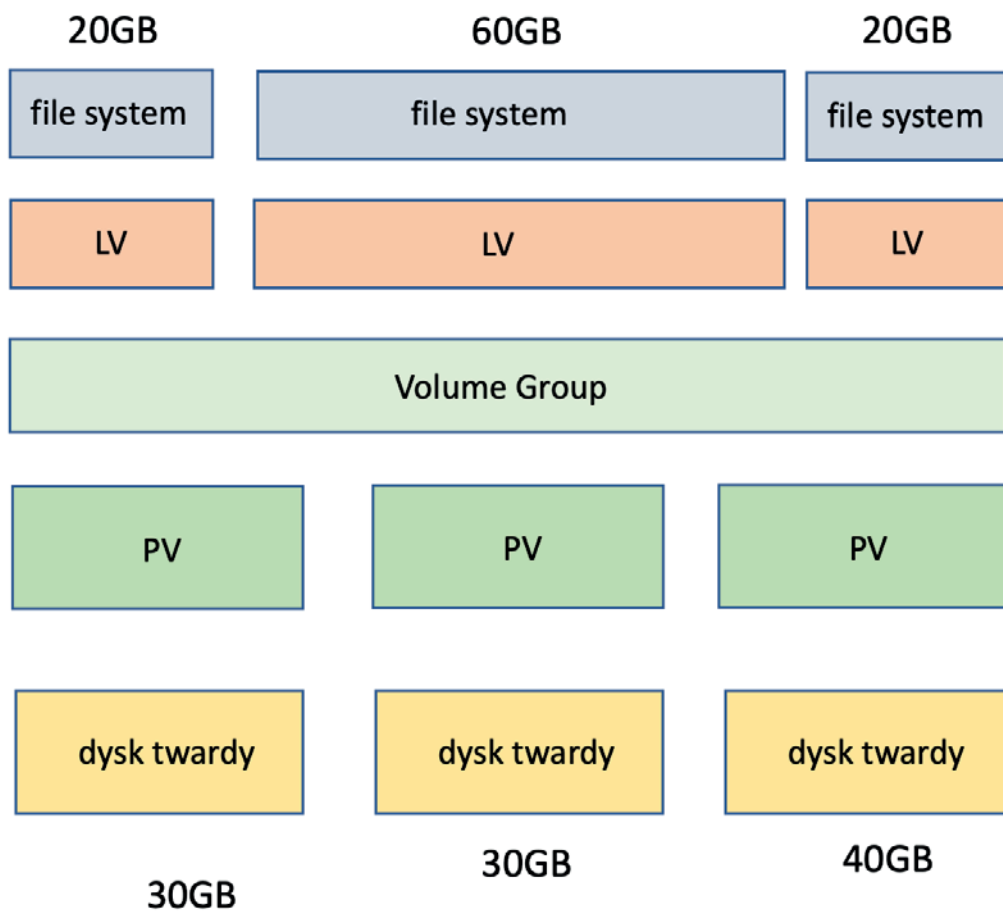 20GB
60GB
20GB
file system
file system
file system
LV
LV
LV
Volume Group
PV
PV
PV
dysk twardy
dysk twardy
dysk twardy
30GB
30GB
40GB